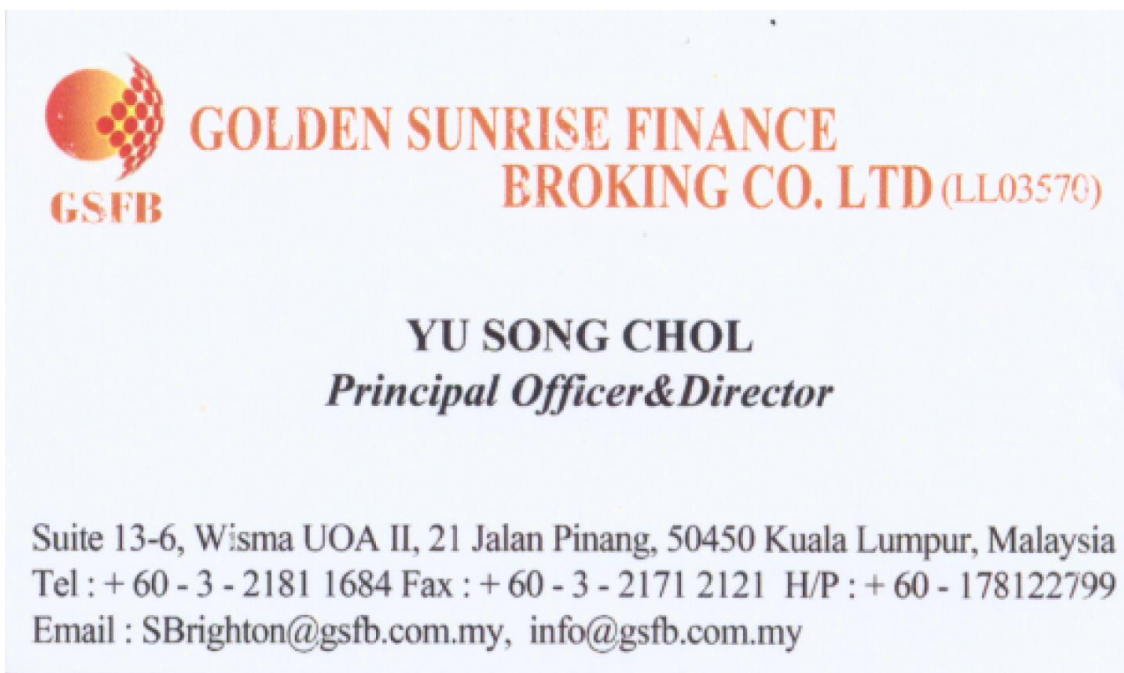 GOLDEN SUNRISE FINANCE
BROKING CO. LTD (LL03570)
GSFB
YU SONG CHOL
Principal Officer&Director
Suite 13-6, Wisma UOA II, 21 Jalan Pinang, 50450 Kuala Lumpur, Malaysia
Tel : + 60 - 3 - 2181 1684 Fax : + 60 - 3 - 2171 2121 H/P : + 60 - 178122799
Email : SBrighton@gsfb.com.my, info@gsfb.com.my